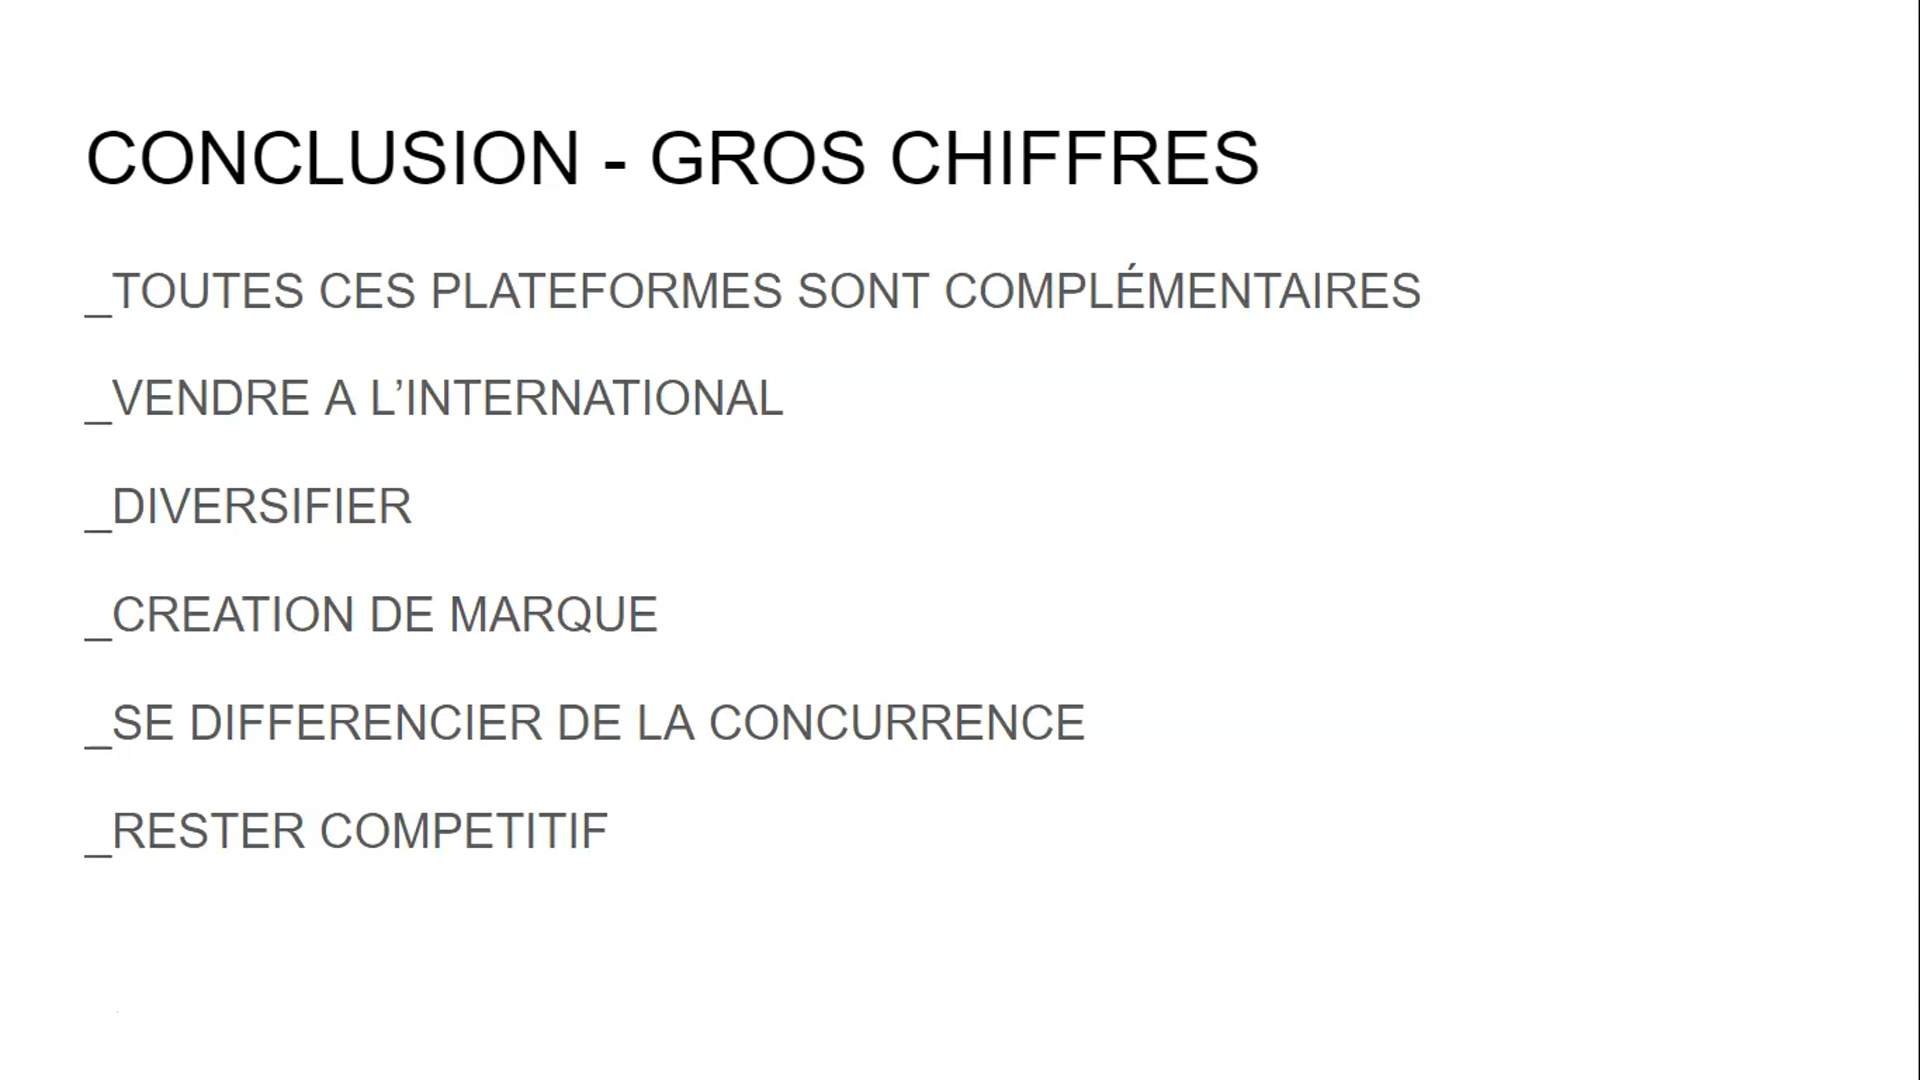 CONCLUSION - GROS CHIFFRES
_TOUTES CES PLATEFORMES SONT COMPLÉMENTAIRES
_VENDRE A L’INTERNATIONAL
_DIVERSIFIER
_CREATION DE MARQUE
_SE DIFFERENCIER DE LA CONCURRENCE
_RESTER COMPETITIF